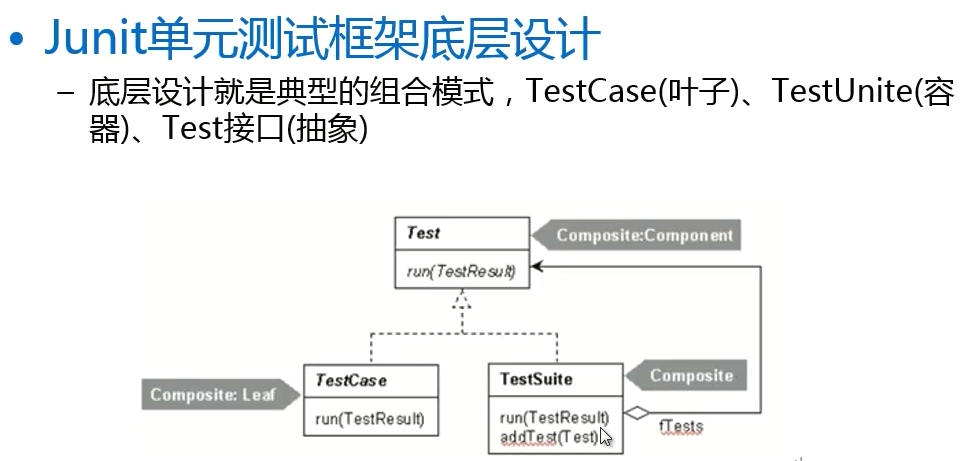 • Junit单元测试框架底层设计
– 底层设计就是典型的组合模式，TestCase(叶子)、TestUnite(容
器)、Test接口(抽象)
Test
Composite:Component
run(TestResult)
TestCase
TestSuite
Composite
Composite: Leaf
run(TestResult)
run(TestResult)
addTest(Test)
fTests